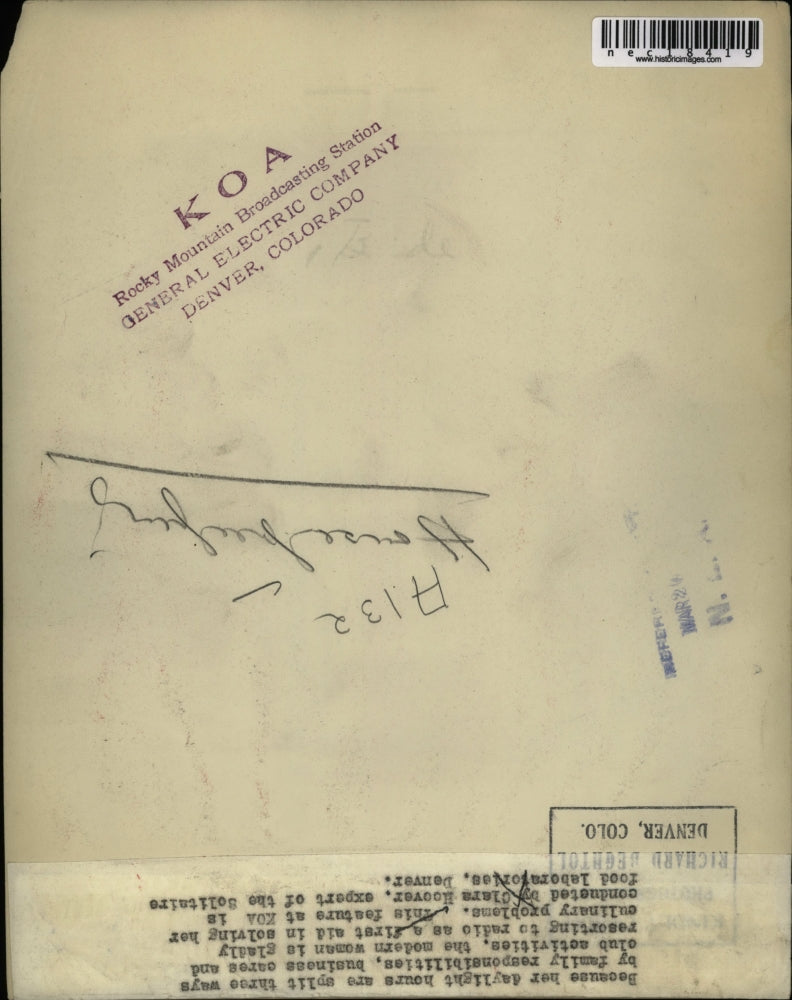 nec18419
www.historicimages.com
K O A
Rocky Mountain Broadcasting Station
GENERAL ELECTRIC COMPANY
DENVER, COLORADO
Housekeeping
A132
MAR 24
N.
RICHARD BEGHTOL
DENVER, COLO.
Because her daylight hours are split three ways
by family responsibilities, business cares and
club activities, the modern woman is gladly
resorting to radio as a first aid in solving her
culinary problems. This feature at KOA is
conducted by Clara Hoover, expert of the Solitaire
food laboratories, Denver.